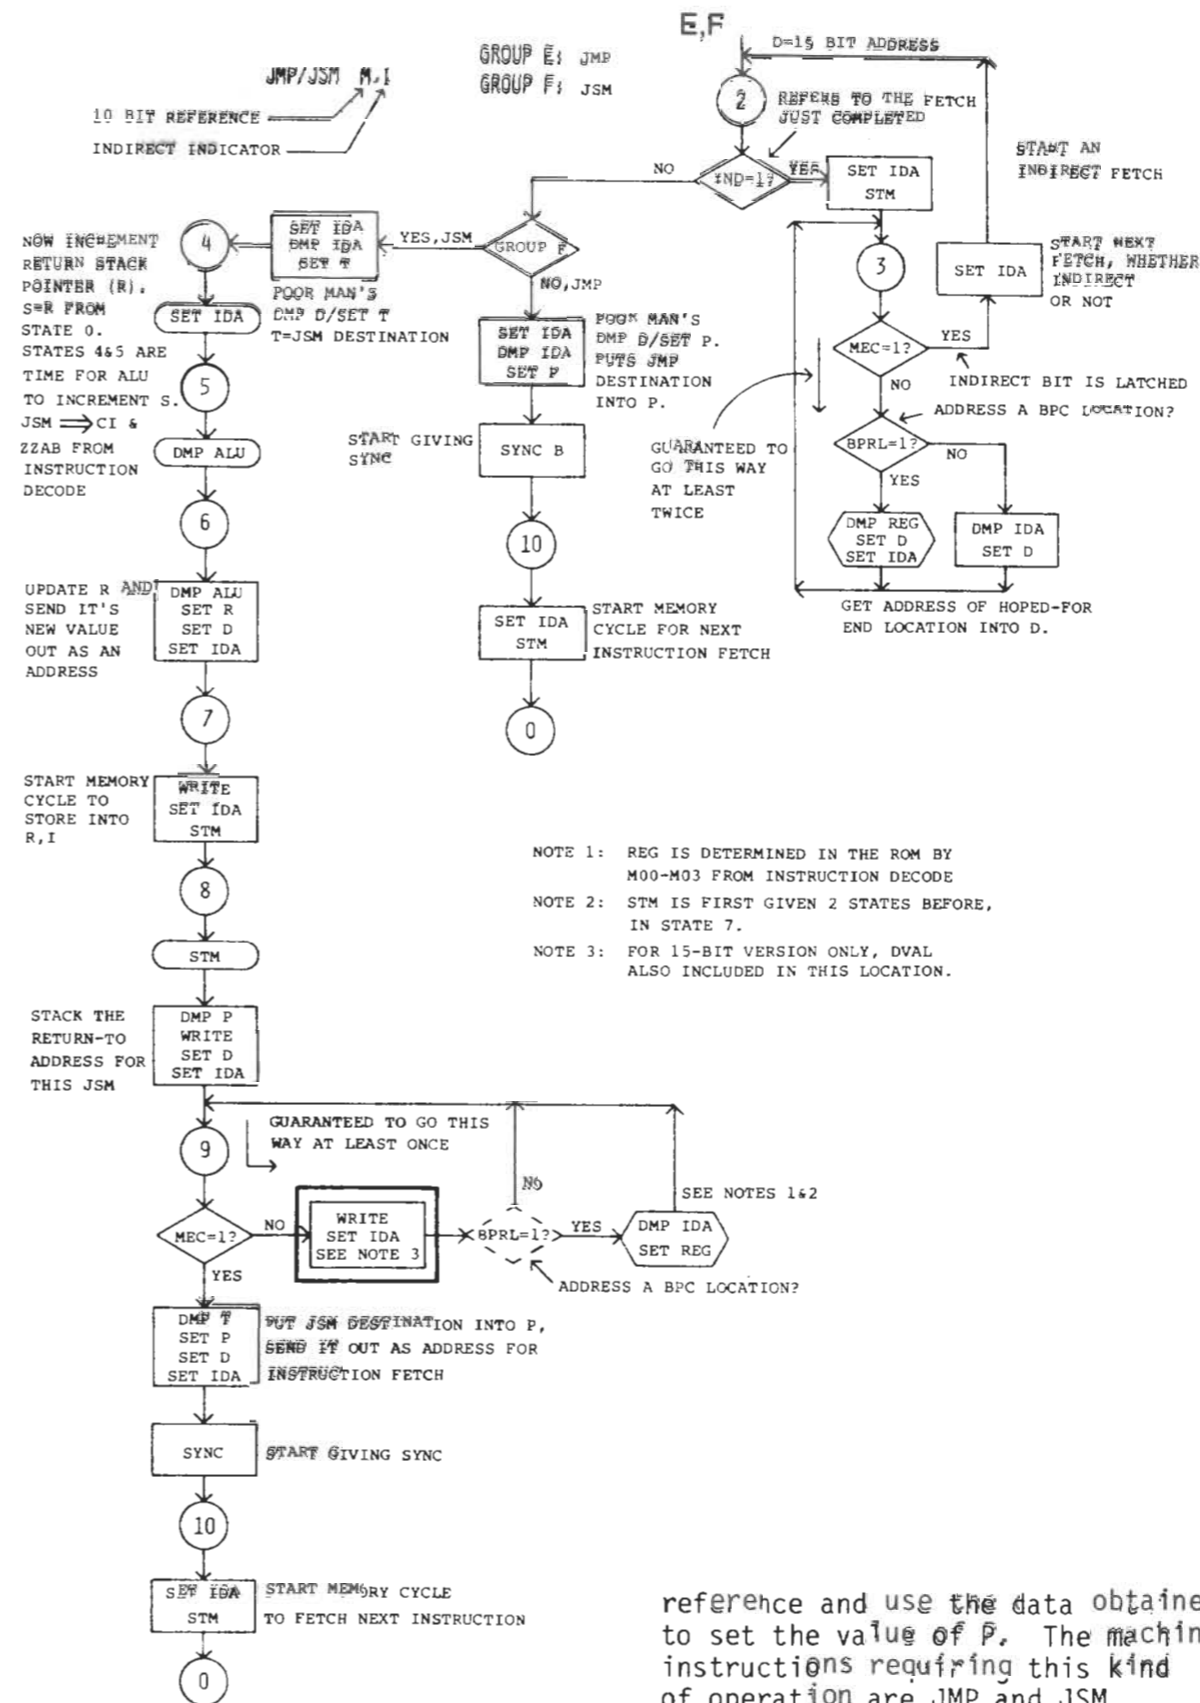 E,F
GROUP E: JMP
GROUP F: JSM
JMP/JSM M,I
10 BIT REFERENCE
INDIRECT INDICATOR
D=15 BIT ADDRESS
2
REFERS TO THE FETCH
JUST COMPLETED
IND=1?
NO
YES
SET IDA
STM
START AN
INDIRECT FETCH
3
SET IDA
START NEXT
FETCH, WHETHER
INDIRECT
OR NOT
MEC=1?
YES
NO
INDIRECT BIT IS LATCHED
ADDRESS A BPC LOCATION?
BPRL=1?
NO
YES
GUARANTEED TO
GO THIS WAY
AT LEAST
TWICE
DMP REG
SET D
SET IDA
DMP IDA
SET D
GET ADDRESS OF HOPED-FOR
END LOCATION INTO D.
GROUP F
YES,JSM
NO,JMP
SET IDA
DMP IDA
SET P
POOR MAN'S
DMP D/SET P.
PUTS JMP
DESTINATION
INTO P.
START GIVING
SYNC
SYNC B
10
SET IDA
STM
START MEMORY
CYCLE FOR NEXT
INSTRUCTION FETCH
0
SET IDA
DMP IDA
SET T
POOR MAN'S
DMP D/SET T
T=JSM DESTINATION
4
NOW INCREMENT
RETURN STACK
POINTER (R).
S=R FROM
STATE 0.
STATES 4&5 ARE
TIME FOR ALU
TO INCREMENT S.
JSM ⟹ CI &
ZZAB FROM
INSTRUCTION
DECODE
SET IDA
5
DMP ALU
6
UPDATE R AND
SEND IT'S
NEW VALUE
OUT AS AN
ADDRESS
DMP ALU
SET R
SET D
SET IDA
7
START MEMORY
CYCLE TO
STORE INTO
R,I
WRITE
SET IDA
STM
8
STM
STACK THE
RETURN-TO
ADDRESS FOR
THIS JSM
DMP P
WRITE
SET D
SET IDA
9
GUARANTEED TO GO THIS
WAY AT LEAST ONCE
MEC=1?
NO
YES
WRITE
SET IDA
SEE NOTE 3
BPRL=1?
NO
YES
ADDRESS A BPC LOCATION?
SEE NOTES 1&2
DMP IDA
SET REG
DMP T
SET P
SET D
SET IDA
PUT JSM DESTINATION INTO P,
SEND IT OUT AS ADDRESS FOR
INSTRUCTION FETCH
SYNC
START GIVING SYNC
10
SET IDA
STM
START MEMORY CYCLE
TO FETCH NEXT INSTRUCTION
0
NOTE 1: REG IS DETERMINED IN THE ROM BY
M00-M03 FROM INSTRUCTION DECODE
NOTE 2: STM IS FIRST GIVEN 2 STATES BEFORE,
IN STATE 7.
NOTE 3: FOR 15-BIT VERSION ONLY, DVAL
ALSO INCLUDED IN THIS LOCATION.
reference and use the data obtaine
to set the value of P. The machin
instructions requiring this kind
of operation are JMP and JSM